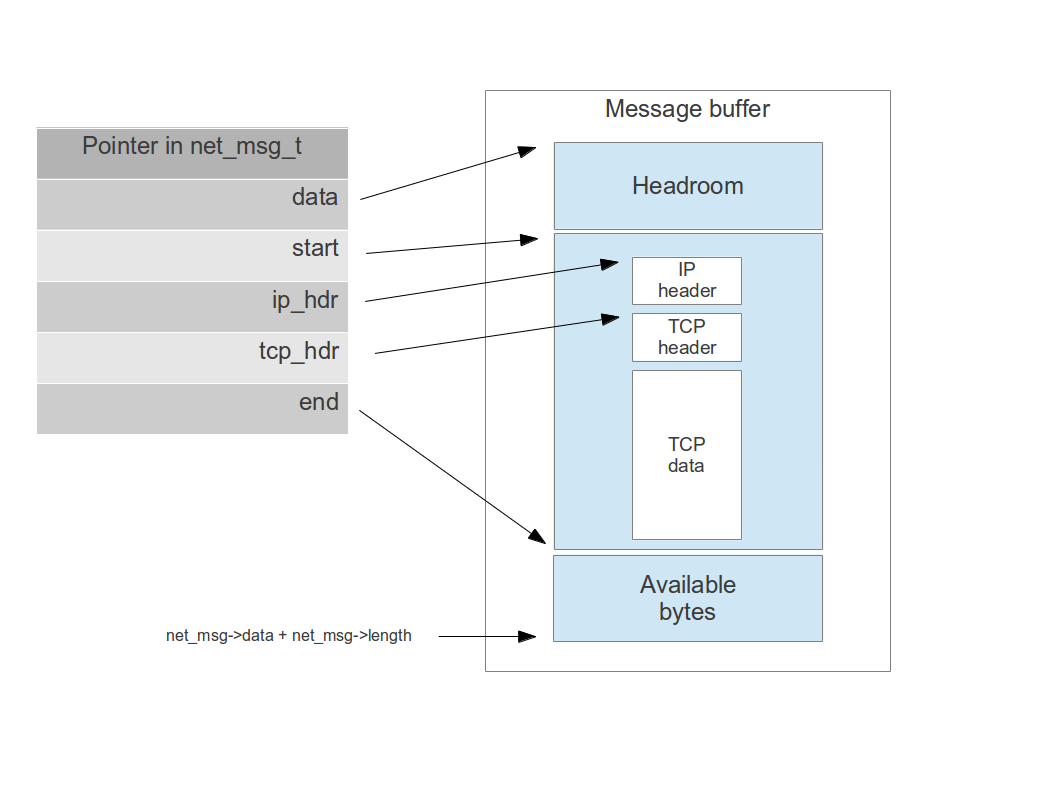 Message buffer
Pointer in net_msg_t
data
start
ip_hdr
tcp_hdr
end
Headroom
IP
header
TCP
header
TCP
data
Available
bytes
net_msg->data + net_msg->length